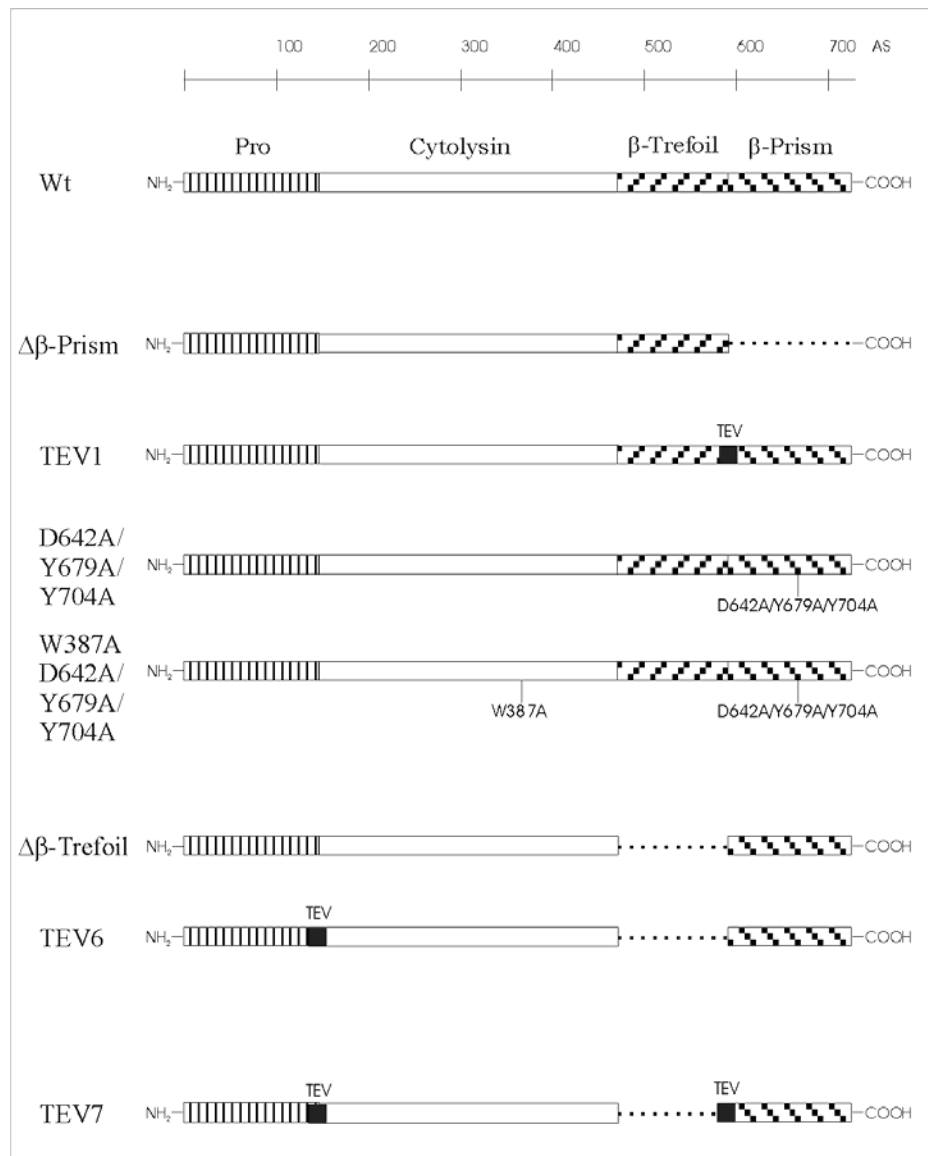 100 200 300 400 500 600 700 AS
Pro Cytolysin β-Trefoil β-Prism
Wt NH₂ COOH
Δβ-Prism NH₂ COOH
TEV
TEV1 NH₂ COOH
D642A/
Y679A/ NH₂ COOH
Y704A
D642A/Y679A/Y704A
W387A
D642A/ NH₂ COOH
Y679A/
W387A D642A/Y679A/Y704A
Y704A
Δβ-Trefoil NH₂ COOH
TEV
TEV6 NH₂ COOH
TEV TEV
TEV7 NH₂ COOH